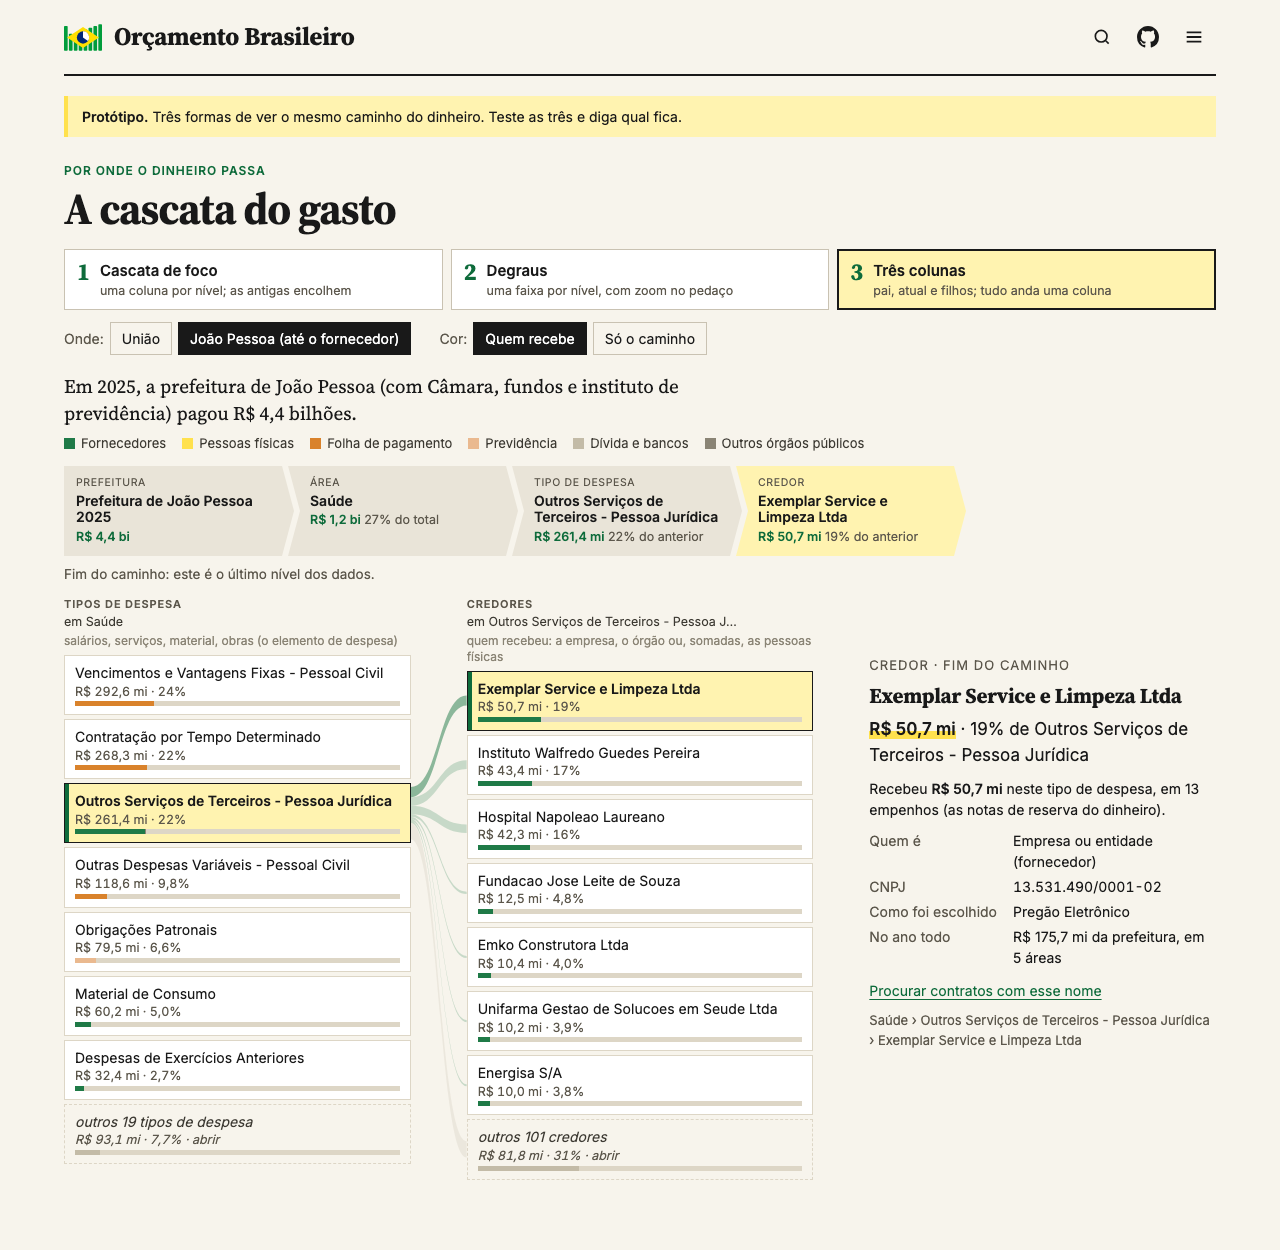 Orçamento Brasileiro
Protótipo. Três formas de ver o mesmo caminho do dinheiro. Teste as três e diga qual fica.
POR ONDE O DINHEIRO PASSA
A cascata do gasto
1 Cascata de foco
uma coluna por nível; as antigas encolhem
2 Degraus
uma faixa por nível, com zoom no pedaço
3 Três colunas
pai, atual e filhos; tudo anda uma coluna
Onde: União João Pessoa (até o fornecedor) Cor: Quem recebe Só o caminho
Em 2025, a prefeitura de João Pessoa (com Câmara, fundos e instituto de
previdência) pagou R$ 4,4 bilhões.
Fornecedores Pessoas físicas Folha de pagamento Previdência Dívida e bancos Outros órgãos públicos
PREFEITURA
Prefeitura de João Pessoa
2025
R$ 4,4 bi
ÁREA
Saúde
R$ 1,2 bi 27% do total
TIPO DE DESPESA
Outros Serviços de
Terceiros - Pessoa Jurídica
R$ 261,4 mi 22% do anterior
CREDOR
Exemplar Service e
Limpeza Ltda
R$ 50,7 mi 19% do anterior
Fim do caminho: este é o último nível dos dados.
TIPOS DE DESPESA
em Saúde
salários, serviços, material, obras (o elemento de despesa)
Vencimentos e Vantagens Fixas - Pessoal Civil
R$ 292,6 mi · 24%
Contratação por Tempo Determinado
R$ 268,3 mi · 22%
Outros Serviços de Terceiros - Pessoa Jurídica
R$ 261,4 mi · 22%
Outras Despesas Variáveis - Pessoal Civil
R$ 118,6 mi · 9,8%
Obrigações Patronais
R$ 79,5 mi · 6,6%
Material de Consumo
R$ 60,2 mi · 5,0%
Despesas de Exercícios Anteriores
R$ 32,4 mi · 2,7%
outros 19 tipos de despesa
R$ 93,1 mi · 7,7% · abrir
CREDORES
em Outros Serviços de Terceiros - Pessoa J...
quem recebeu: a empresa, o órgão ou, somadas, as pessoas
físicas
Exemplar Service e Limpeza Ltda
R$ 50,7 mi · 19%
Instituto Walfredo Guedes Pereira
R$ 43,4 mi · 17%
Hospital Napoleao Laureano
R$ 42,3 mi · 16%
Fundacao Jose Leite de Souza
R$ 12,5 mi · 4,8%
Emko Construtora Ltda
R$ 10,4 mi · 4,0%
Unifarma Gestao de Solucoes em Seude Ltda
R$ 10,2 mi · 3,9%
Energisa S/A
R$ 10,0 mi · 3,8%
outros 101 credores
R$ 81,8 mi · 31% · abrir
CREDOR · FIM DO CAMINHO
Exemplar Service e Limpeza Ltda
R$ 50,7 mi · 19% de Outros Serviços de
Terceiros - Pessoa Jurídica
Recebeu R$ 50,7 mi neste tipo de despesa, em 13
empenhos (as notas de reserva do dinheiro).
Quem é Empresa ou entidade
(fornecedor)
CNPJ 13.531.490/0001-02
Como foi escolhido Pregão Eletrônico
No ano todo R$ 175,7 mi da prefeitura, em
5 áreas
Procurar contratos com esse nome
Saúde › Outros Serviços de Terceiros - Pessoa Jurídica
› Exemplar Service e Limpeza Ltda